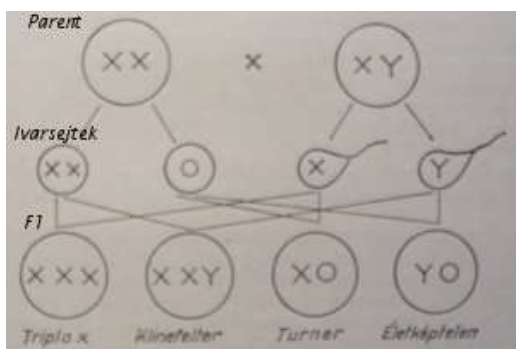 Parent
XX × XY
Ivarsejtek
XX O X Y
F1
XXX XXY XO YO
Triplo x Klinefelter Turner Életképtelen